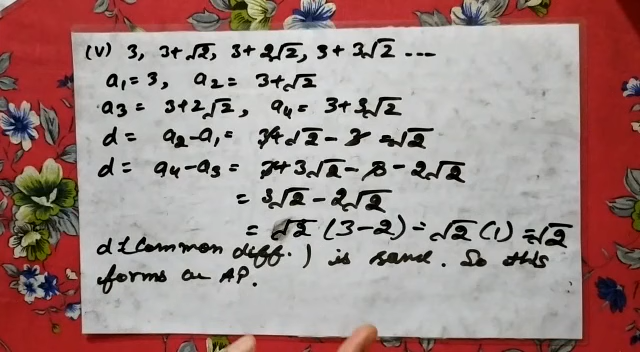 (v) 3, 3+√2, 3+2√2, 3+3√2 ---
a₁= 3, a₂= 3+√2
a₃= 3+2√2, a₄= 3+3√2
d= a₂-a₁= 3+√2-3 =√2
d= a₄-a₃= 3+3√2-3-2√2
= 3√2-2√2
= √2 (3-2) = √2 (1) =√2
d (Common diff.) is same. So this
forms an AP.